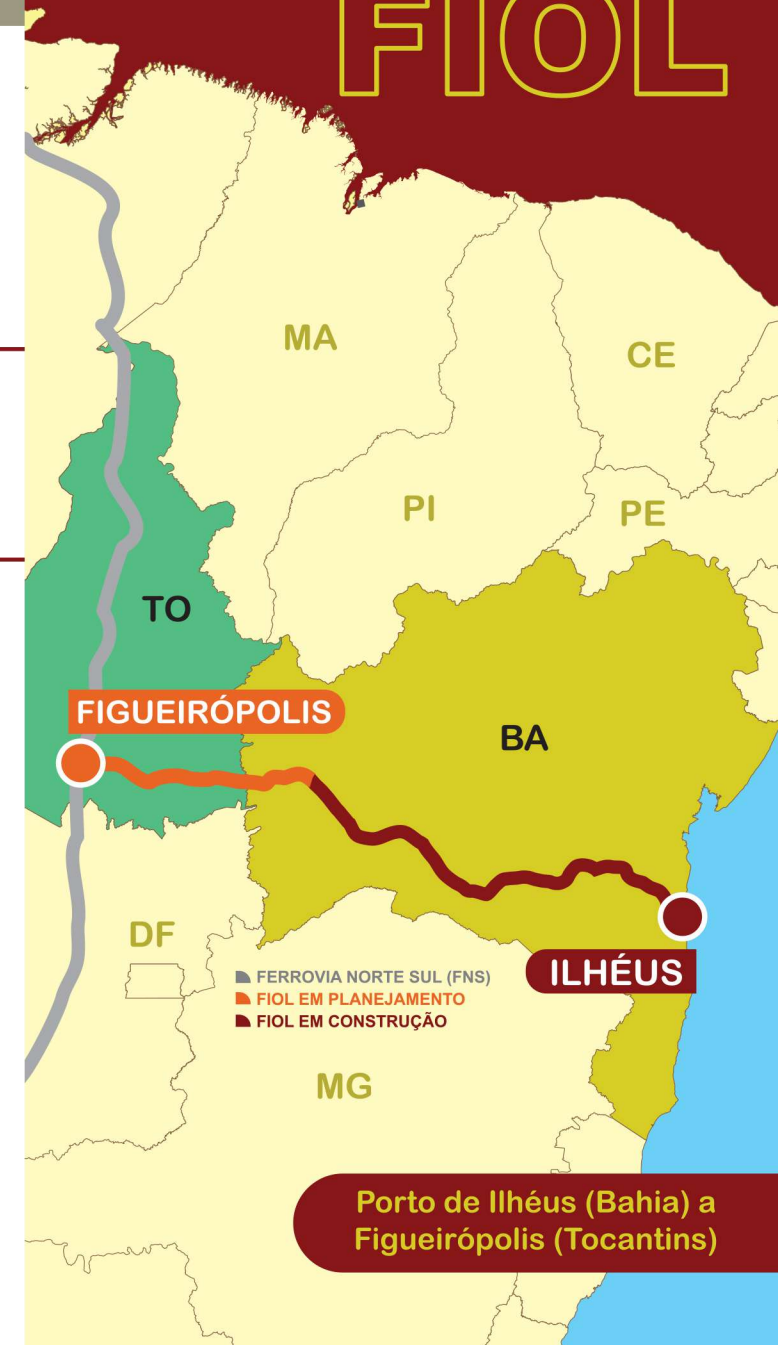 FIOL
MA
CE
PI
PE
TO
FIGUEIRÓPOLIS
BA
DF
FERROVIA NORTE SUL (FNS)
FIOL EM PLANEJAMENTO
FIOL EM CONSTRUÇÃO
ILHÉUS
MG
Porto de Ilhéus (Bahia) a
Figueirópolis (Tocantins)